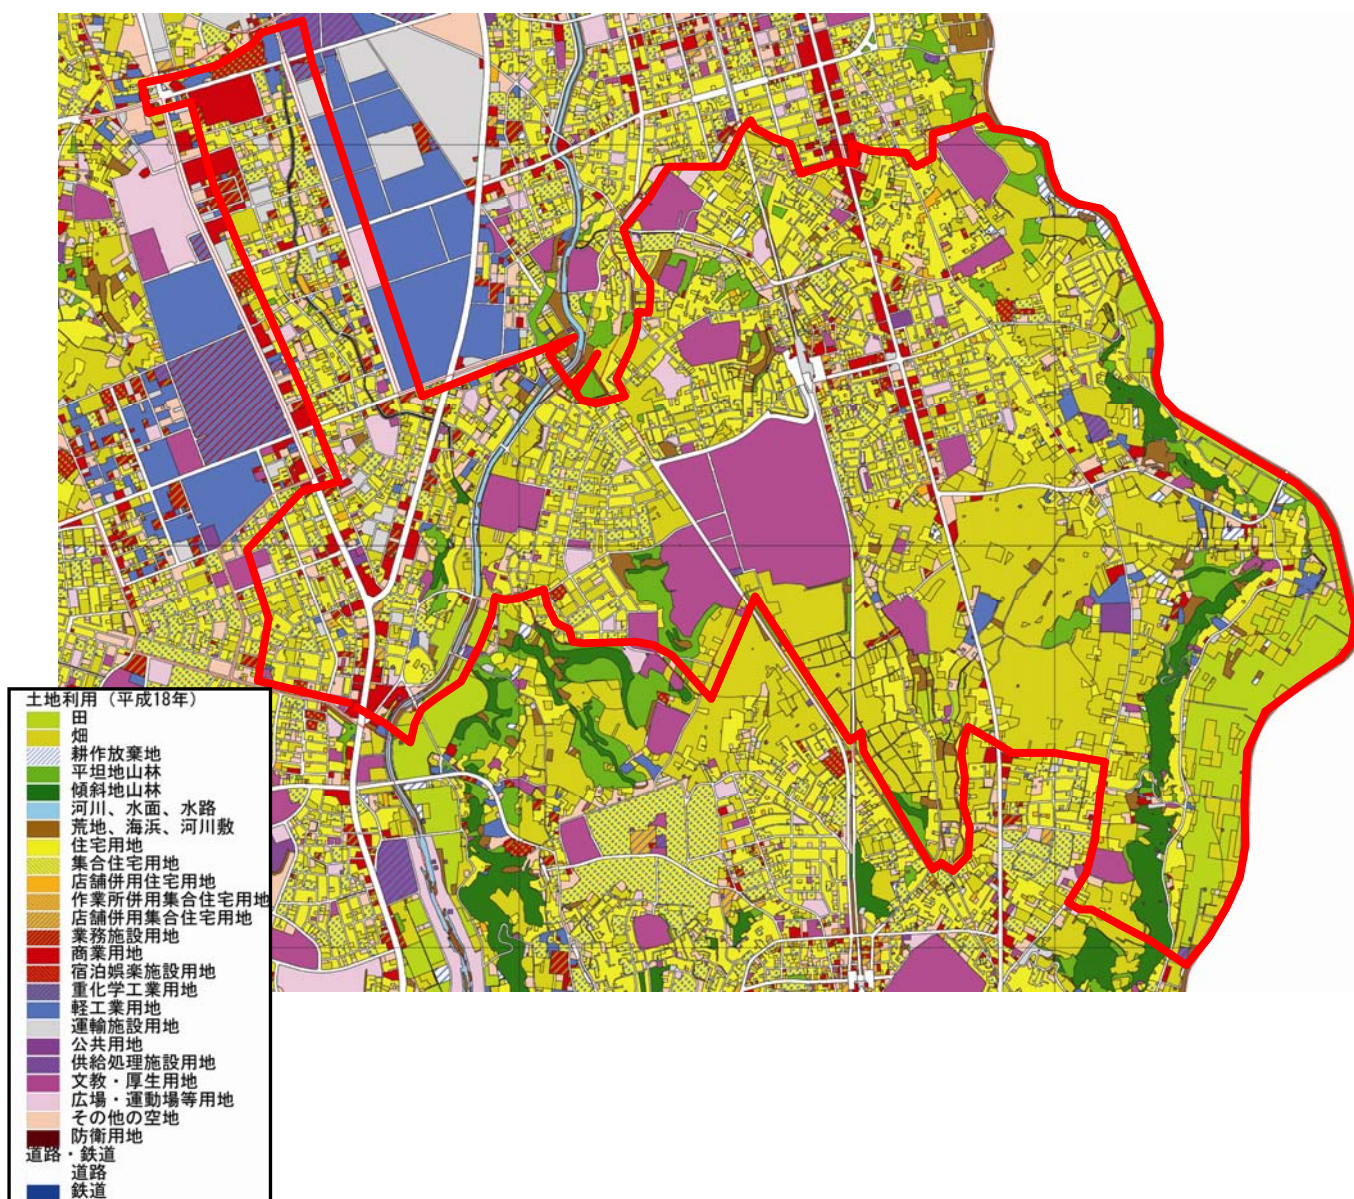 土地利用（平成18年）
田
畑
耕作放棄地
平坦地山林
傾斜地山林
河川、水面、水路
荒地、海浜、河川敷
住宅用地
集合住宅用地
店舗併用住宅用地
作業所併用集合住宅用地
店舗併用集合住宅用地
業務施設用地
商業用地
宿泊娯楽施設用地
重化学工業用地
軽工業用地
運輸施設用地
公共用地
供給処理施設用地
文教・厚生用地
広場・運動場等用地
その他の空地
防衛用地
道路・鉄道
道路
鉄道